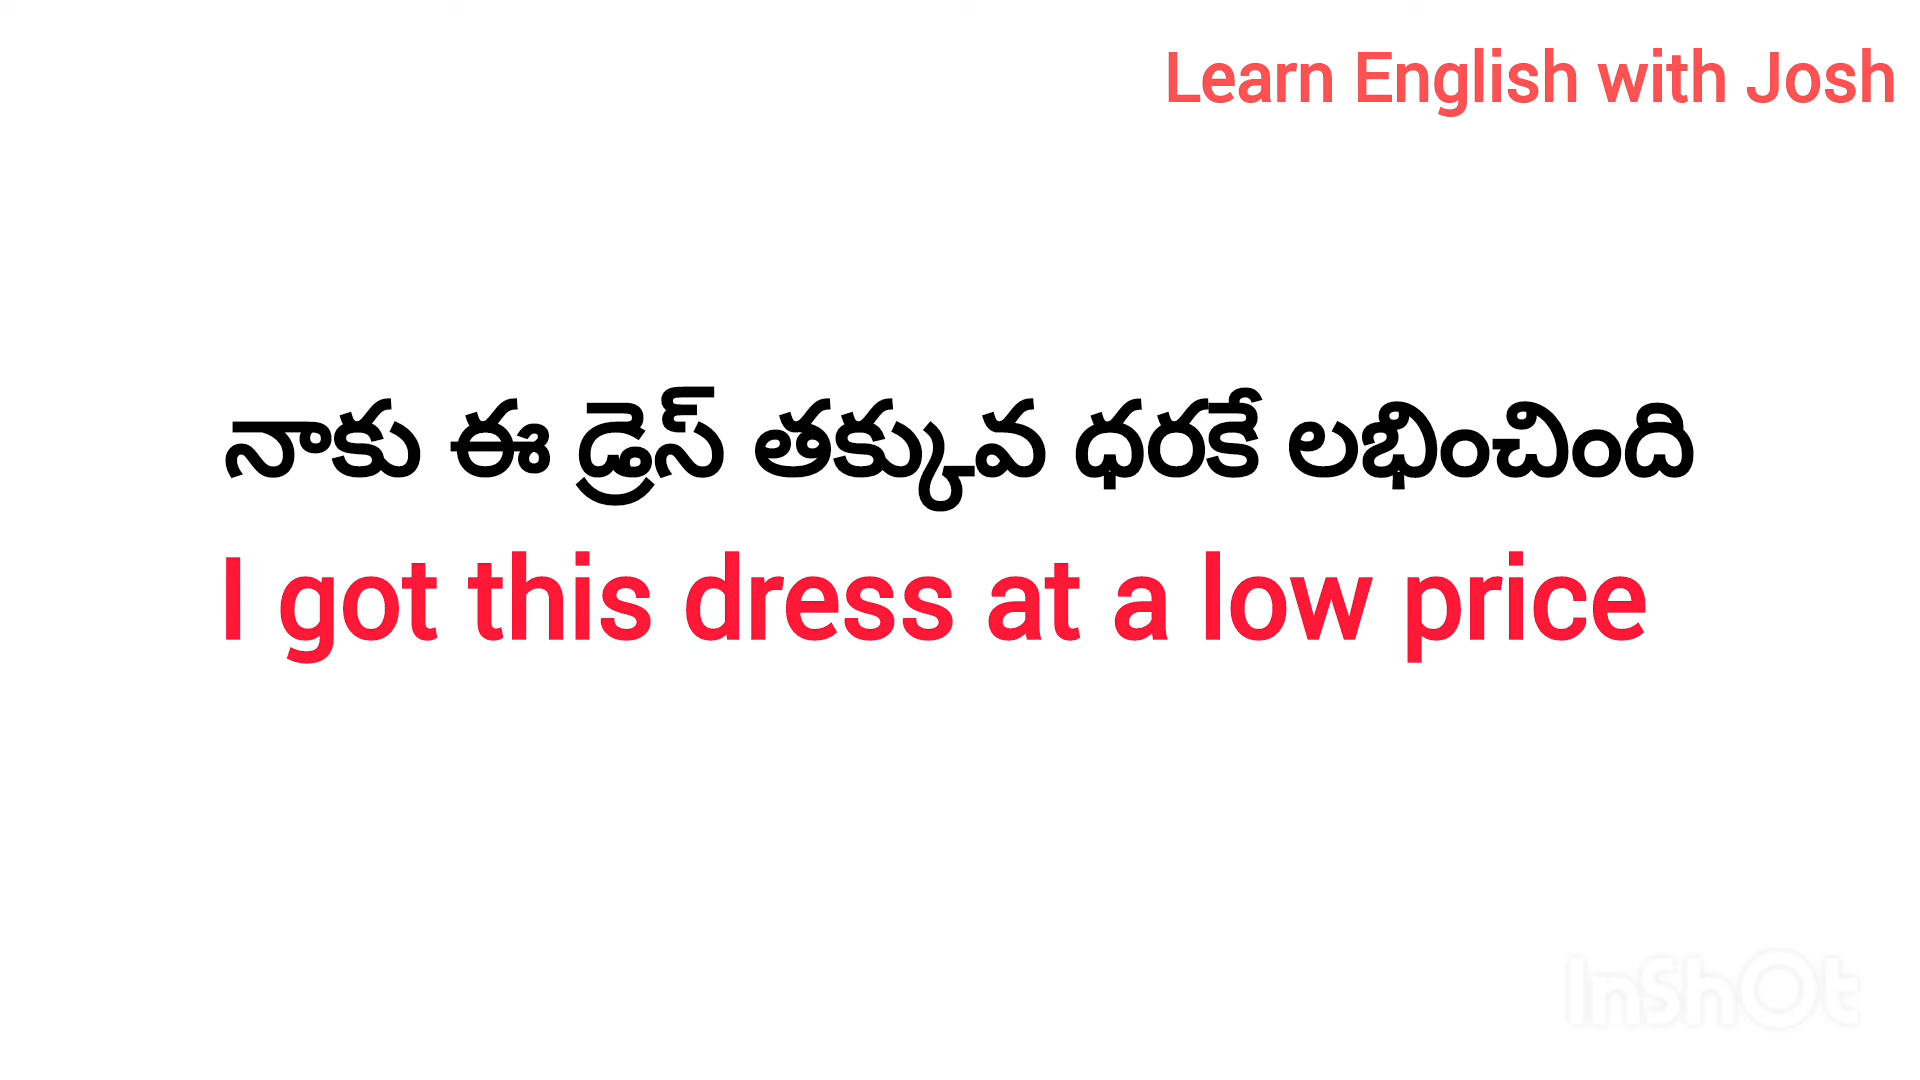 Learn English with Josh
నాకు ఈ డ్రెస్ తక్కువ ధరకే లభించింది
I got this dress at a low price
InShOt